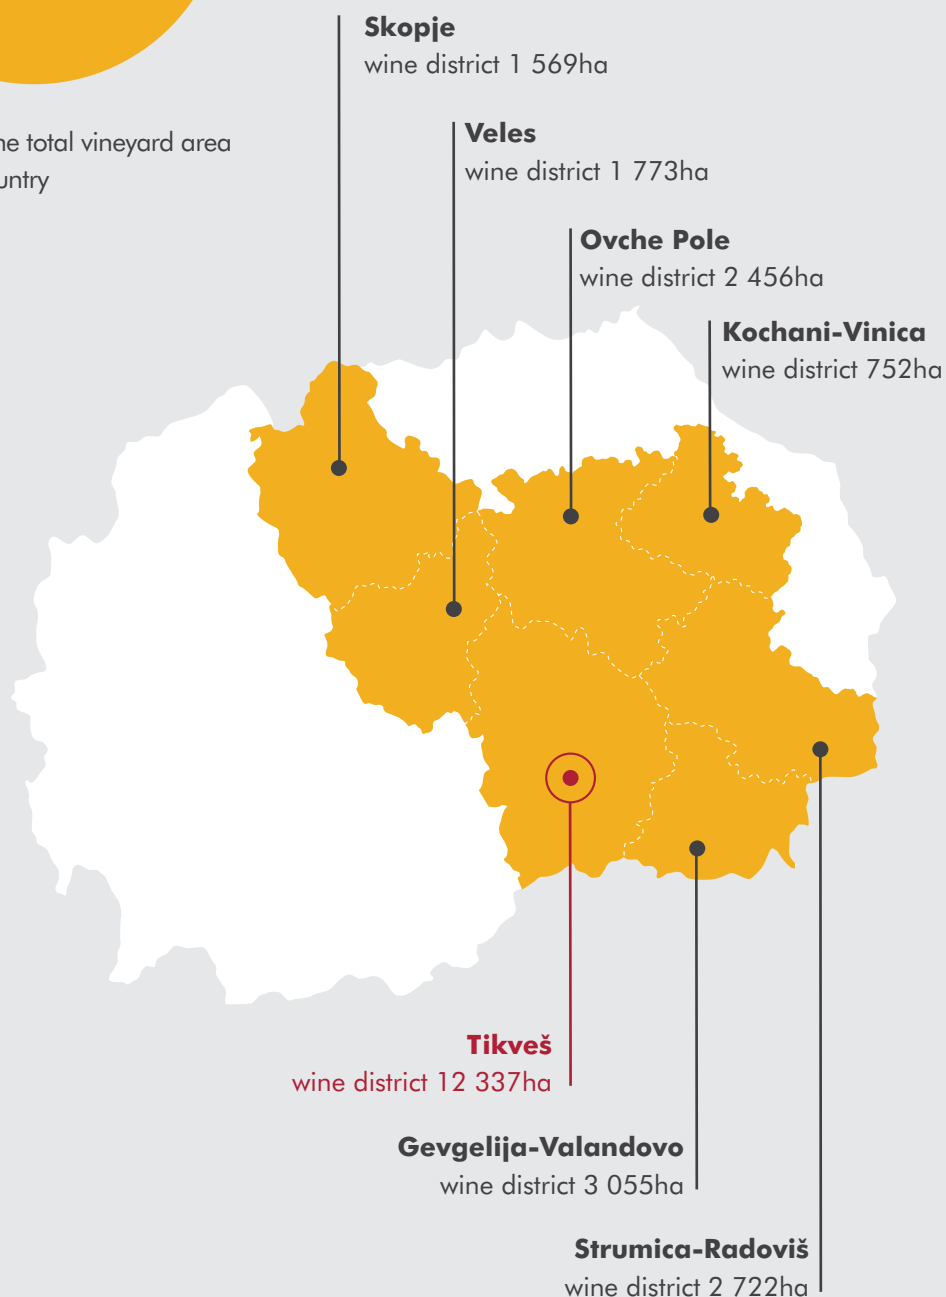 Skopje
wine district 1 569ha
total vineyard area
Veles
wine district 1 773ha
Ovche Pole
wine district 2 456ha
Kochani-Vinica
wine district 752ha
Tikveš
wine district 12 337ha
Gevgelija-Valandovo
wine district 3 055ha
Strumica-Radoviš
wine district 2 722ha